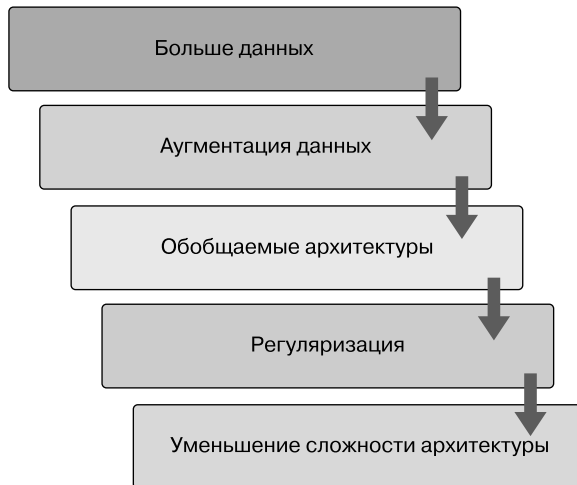 Больше данных
Аугментация данных
Обобщаемые архитектуры
Регуляризация
Уменьшение сложности архитектуры